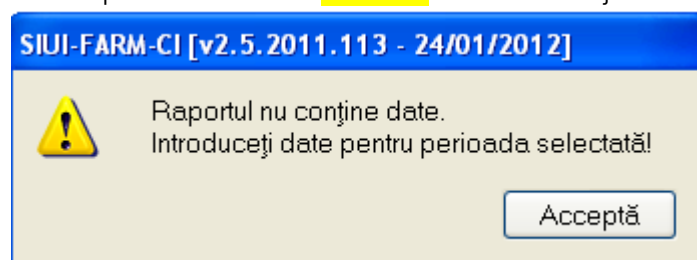 SIUI-FARM-CI [v2.5.2011.113 - 24/01/2012]
Raportul nu conţine date.
Introduceţi date pentru perioada selectată!
Acceptă